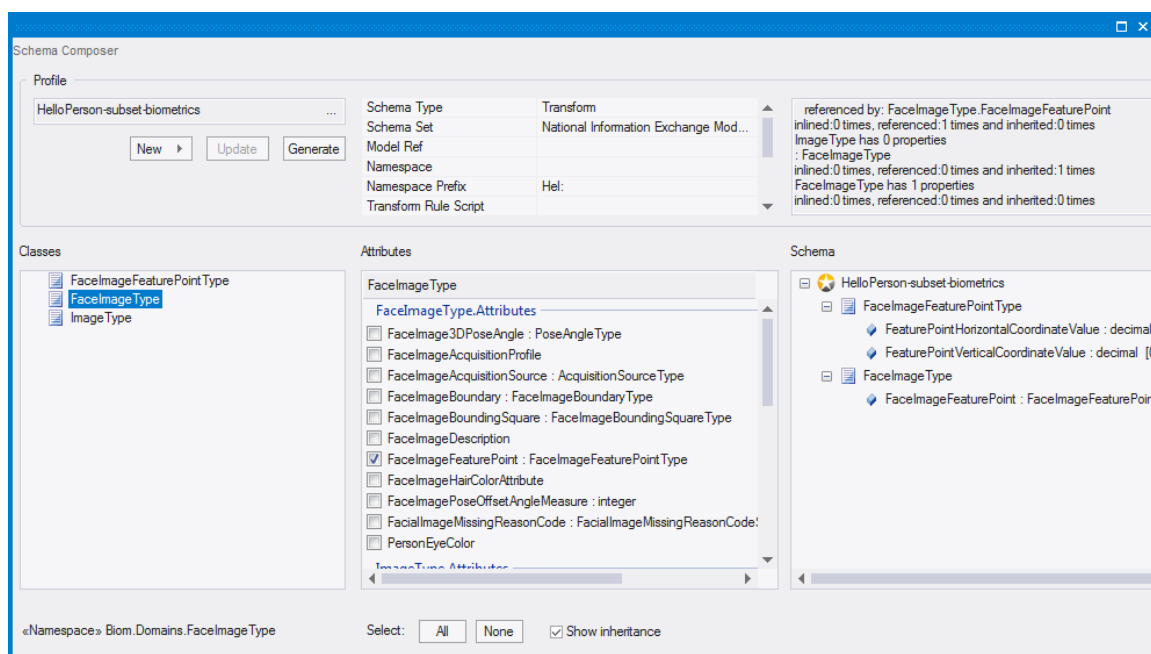 Schema Composer
Profile
HelloPerson-subset-biometrics ...
New Update Generate
Schema Type Transform
Schema Set National Information Exchange Mod...
Model Ref
Namespace
Namespace Prefix Hel:
Transform Rule Script
referenced by: FaceImageType.FaceImageFeaturePoint
inlined:0 times, referenced:1 times and inherited:0 times
ImageType has 0 properties
: FaceImageType
inlined:0 times, referenced:0 times and inherited:1 times
FaceImageType has 1 properties
inlined:0 times, referenced:0 times and inherited:0 times
Classes
FaceImageFeaturePointType
FaceImageType
ImageType
Attributes
FaceImageType
FaceImageType.Attributes
FaceImage3DPoseAngle : PoseAngleType
FaceImageAcquisitionProfile
FaceImageAcquisitionSource : AcquisitionSourceType
FaceImageBoundary : FaceImageBoundaryType
FaceImageBoundingSquare : FaceImageBoundingSquareType
FaceImageDescription
FaceImageFeaturePoint : FaceImageFeaturePointType
FaceImageHairColorAttribute
FaceImagePoseOffsetAngleMeasure : integer
FacialImageMissingReasonCode : FacialImageMissingReasonCode
PersonEyeColor
ImageType.Attributes
Schema
HelloPerson-subset-biometrics
FaceImageFeaturePointType
FeaturePointHorizontalCoordinateValue : decimal
FeaturePointVerticalCoordinateValue : decimal [
FaceImageType
FaceImageFeaturePoint : FaceImageFeaturePoin
«Namespace» Biom.Domains.FaceImageType
Select: All None Show inheritance